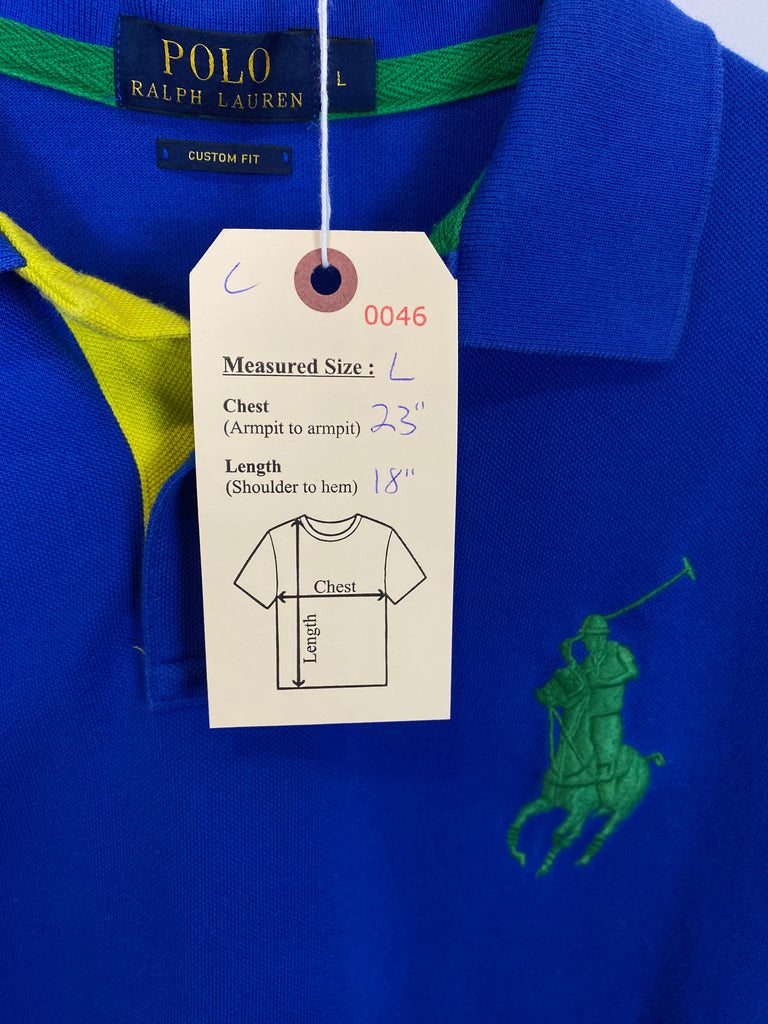 POLO
RALPH LAUREN
L
CUSTOM FIT
0046
Measured Size : L
Chest
(Armpit to armpit) 23"
Length
(Shoulder to hem) 18"
Chest
Length